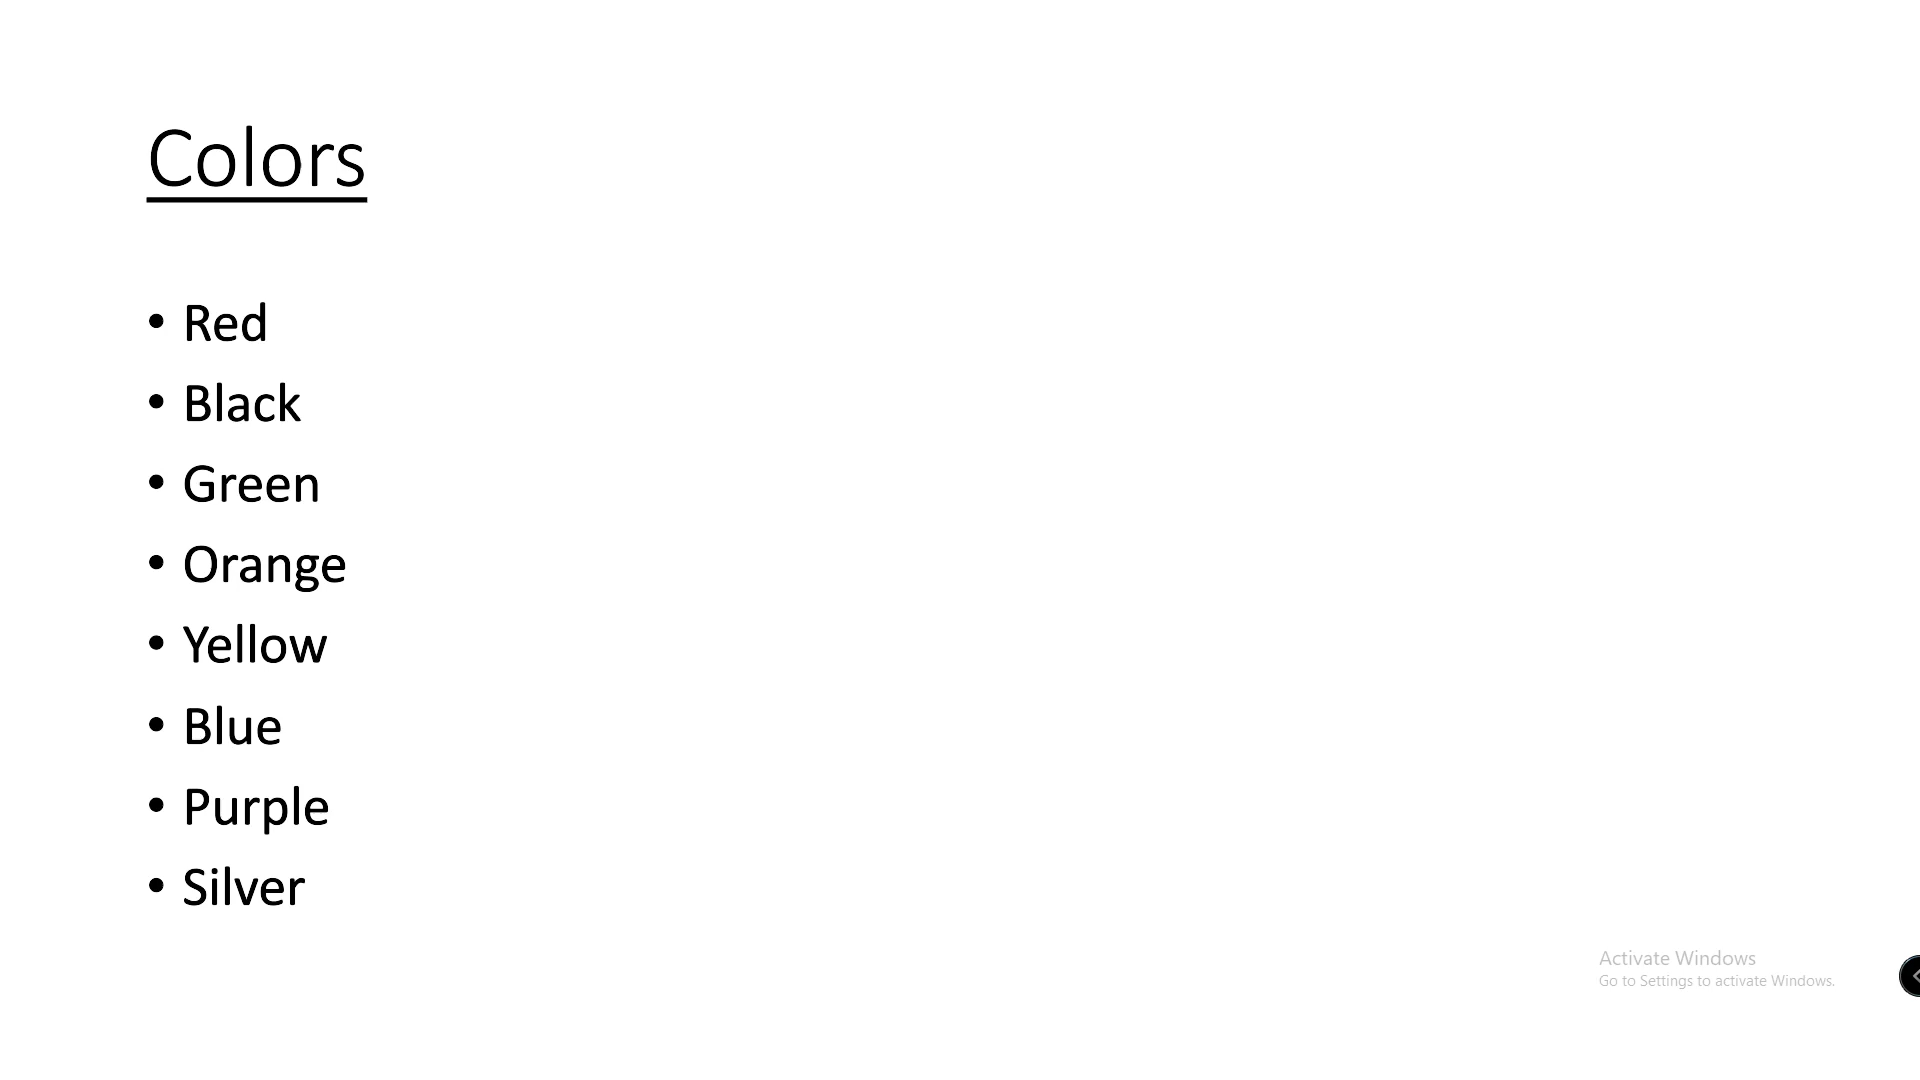 Colors
• Red
• Black
• Green
• Orange
• Yellow
• Blue
• Purple
• Silver
Activate Windows
Go to Settings to activate Windows.